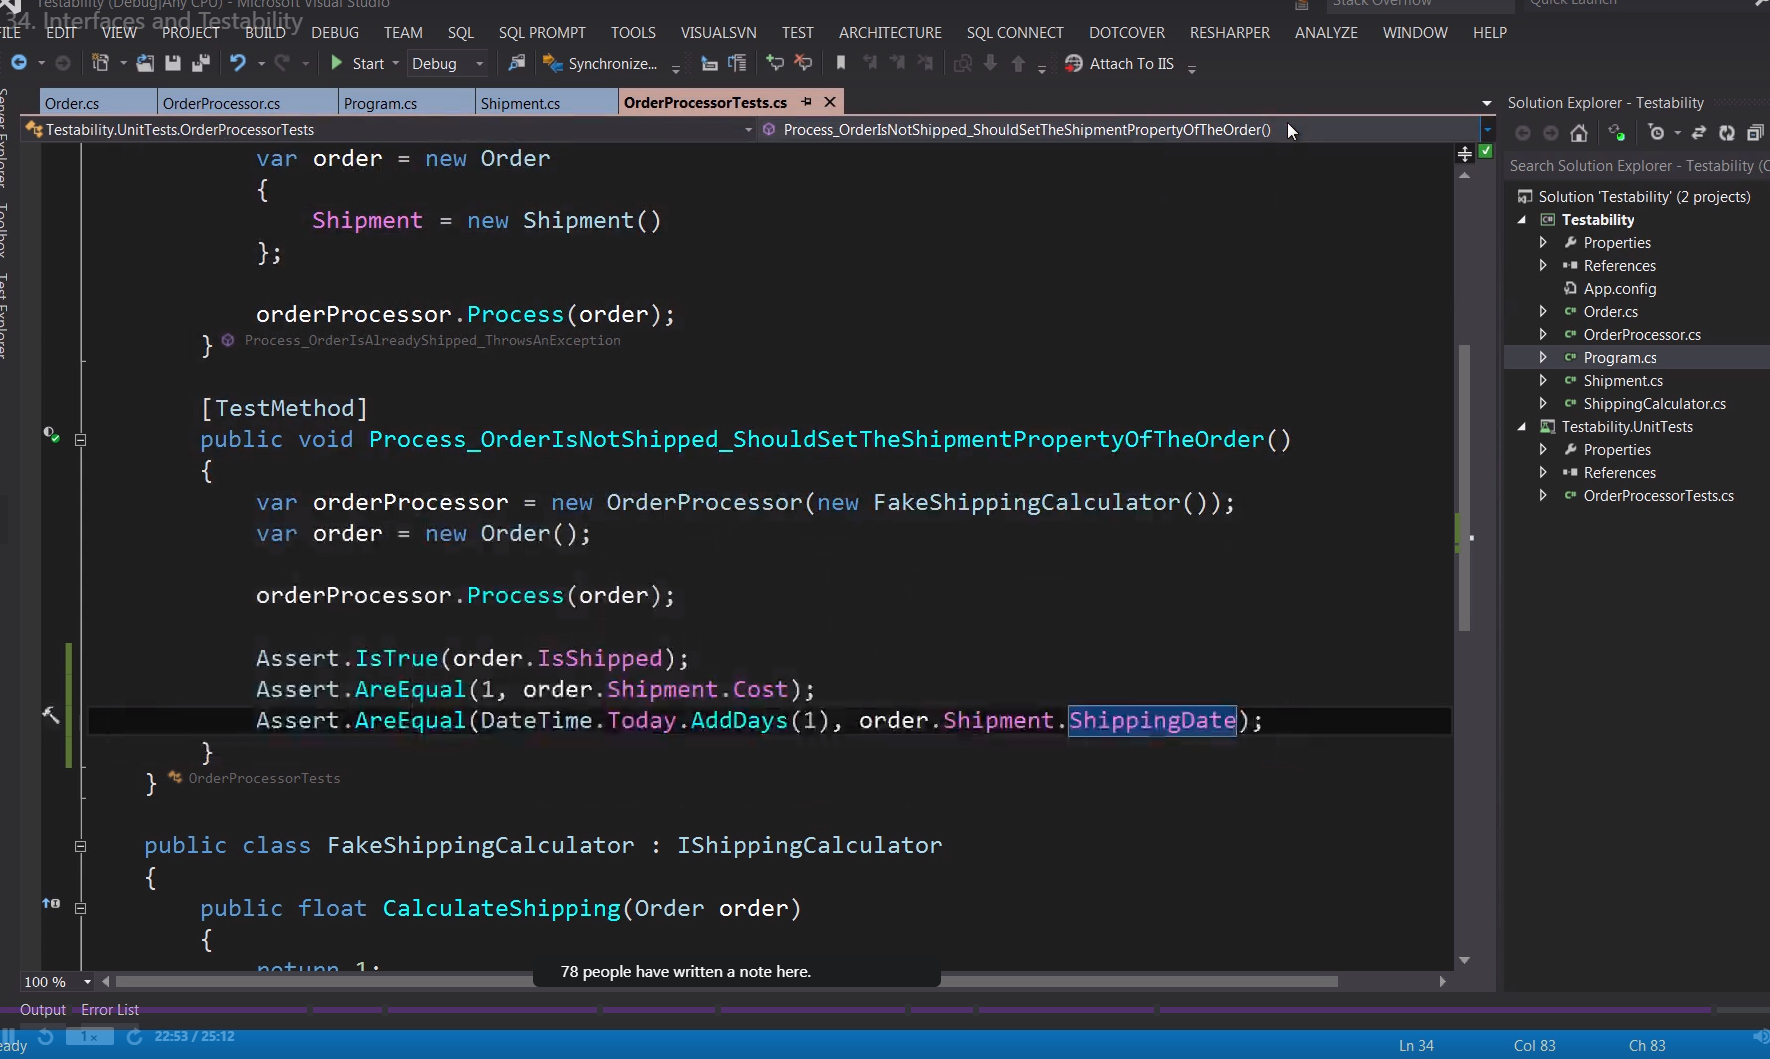 Testability (Debug|Any CPU) - Microsoft Visual Studio
Stack Overflow
Quick Launch
34. Interfaces and Testability
FILE EDIT VIEW PROJECT BUILD DEBUG TEAM SQL SQL PROMPT TOOLS VISUALSVN TEST ARCHITECTURE SQL CONNECT DOTCOVER RESHARPER ANALYZE WINDOW HELP
Start Debug Synchronize... Attach To IIS
Order.cs OrderProcessor.cs Program.cs Shipment.cs OrderProcessorTests.cs
Testability.UnitTests.OrderProcessorTests Process_OrderIsNotShipped_ShouldSetTheShipmentPropertyOfTheOrder()
Server Explorer
Toolbox
Test Explorer
var order = new Order
{
Shipment = new Shipment()
};
orderProcessor.Process(order);
} Process_OrderIsAlreadyShipped_ThrowsAnException
[TestMethod]
public void Process_OrderIsNotShipped_ShouldSetTheShipmentPropertyOfTheOrder()
{
var orderProcessor = new OrderProcessor(new FakeShippingCalculator());
var order = new Order();
orderProcessor.Process(order);
Assert.IsTrue(order.IsShipped);
Assert.AreEqual(1, order.Shipment.Cost);
Assert.AreEqual(DateTime.Today.AddDays(1), order.Shipment.ShippingDate);
}
} OrderProcessorTests
public class FakeShippingCalculator : IShippingCalculator
{
public float CalculateShipping(Order order)
{
return 1;
78 people have written a note here.
100 %
Solution Explorer - Testability
Search Solution Explorer - Testability (C
Solution 'Testability' (2 projects)
Testability
Properties
References
App.config
Order.cs
OrderProcessor.cs
Program.cs
Shipment.cs
ShippingCalculator.cs
Testability.UnitTests
Properties
References
OrderProcessorTests.cs
Output Error List
1x 22:53 / 25:12
eady Ln 34 Col 83 Ch 83